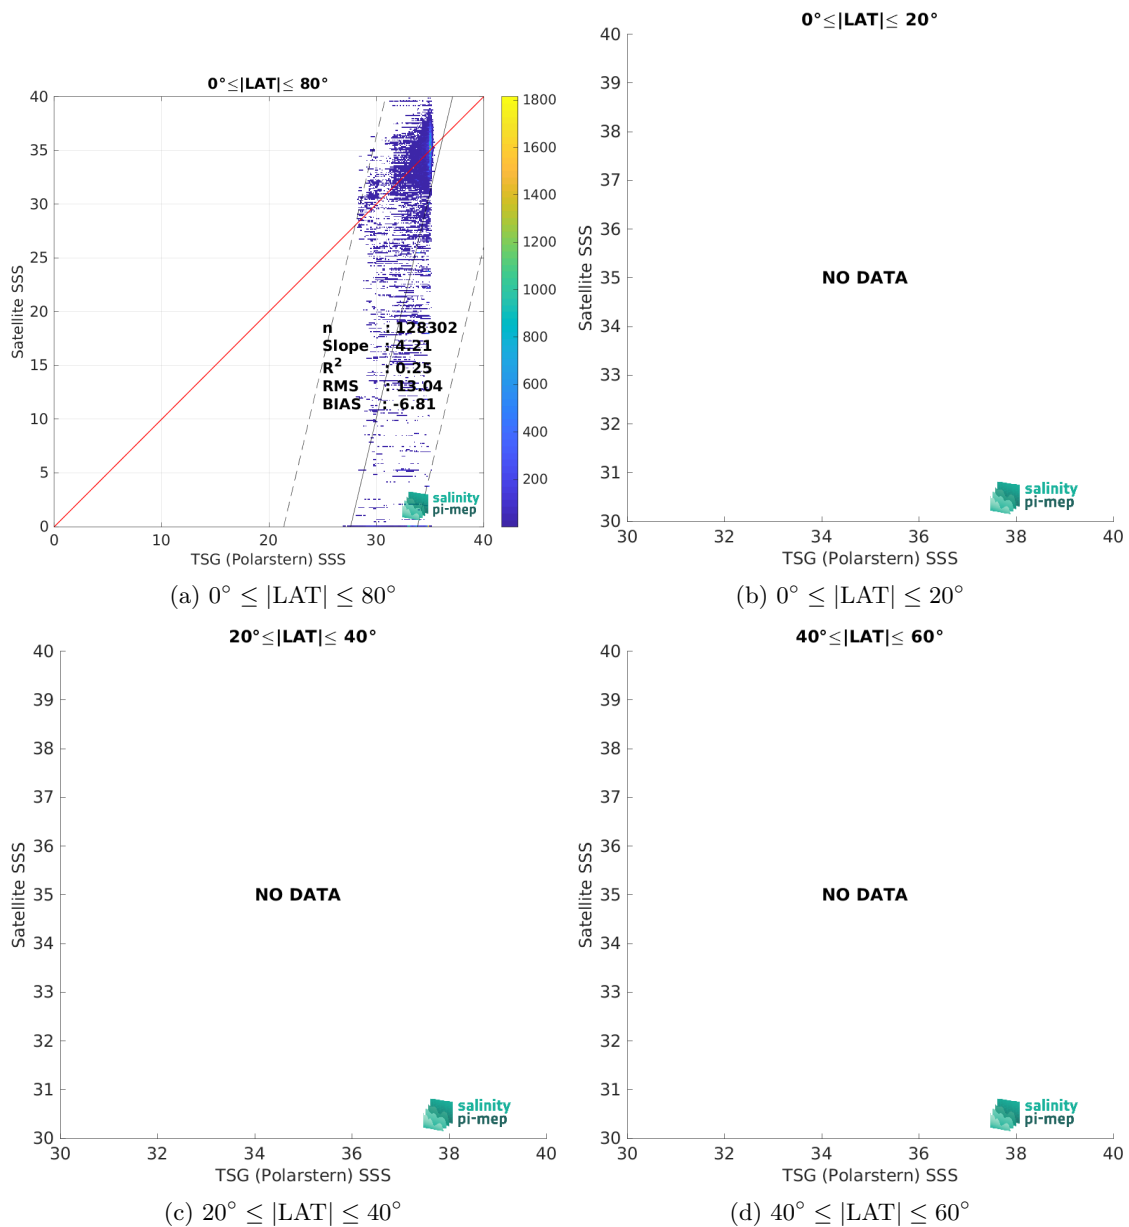 0°≤|LAT|≤ 80°
40
35
30
25
20
15
10
5
0
Satellite SSS
n : 128302
Slope : 4.21
R² : 0.25
RMS : 13.04
BIAS : -6.81
salinity
pi-mep
0 10 20 30 40
TSG (Polarstern) SSS
1800
1600
1400
1200
1000
800
600
400
200
(a) 0° ≤ |LAT| ≤ 80°
0°≤|LAT|≤ 20°
40
39
38
37
36
35
34
33
32
31
30
Satellite SSS
NO DATA
salinity
pi-mep
30 32 34 36 38 40
TSG (Polarstern) SSS
(b) 0° ≤ |LAT| ≤ 20°
20°≤|LAT|≤ 40°
40
39
38
37
36
35
34
33
32
31
30
Satellite SSS
NO DATA
salinity
pi-mep
30 32 34 36 38 40
TSG (Polarstern) SSS
(c) 20° ≤ |LAT| ≤ 40°
40°≤|LAT|≤ 60°
40
39
38
37
36
35
34
33
32
31
30
Satellite SSS
NO DATA
salinity
pi-mep
30 32 34 36 38 40
TSG (Polarstern) SSS
(d) 40° ≤ |LAT| ≤ 60°